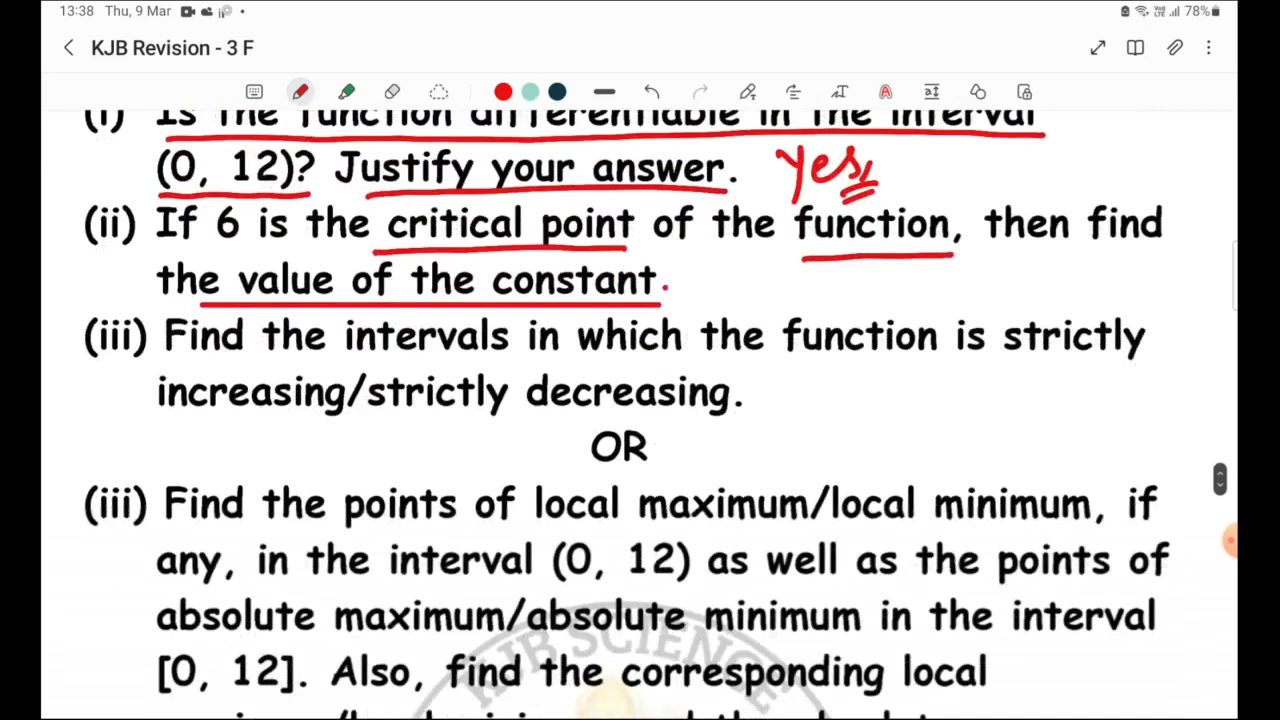 13:38 Thu, 9 Mar
78%
KJB Revision - 3 F
(i) Is the function differentiable in the interval
(0, 12)? Justify your answer. Yes,
(ii) If 6 is the critical point of the function, then find
the value of the constant
(iii) Find the intervals in which the function is strictly
increasing/strictly decreasing.
OR
(iii) Find the points of local maximum/local minimum, if
any, in the interval (0, 12) as well as the points of
absolute maximum/absolute minimum in the interval
[0, 12]. Also, find the corresponding local
KJB SCIENCE